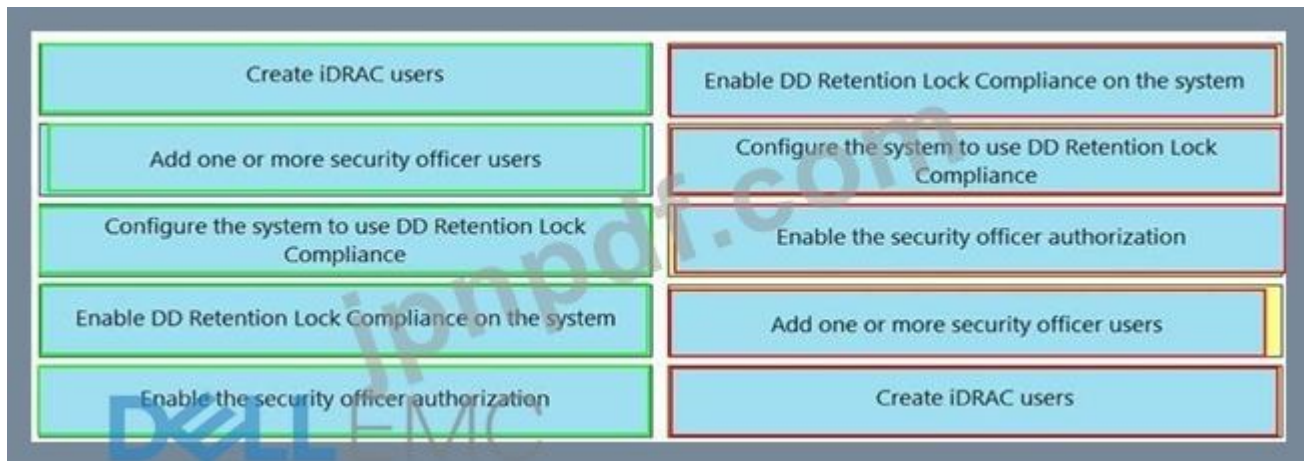 Create iDRAC users
Add one or more security officer users
Configure the system to use DD Retention Lock
Compliance
Enable DD Retention Lock Compliance on the system
Enable the security officer authorization
Enable DD Retention Lock Compliance on the system
Configure the system to use DD Retention Lock
Compliance
Enable the security officer authorization
Add one or more security officer users
Create iDRAC users
jpnpdf.com
DELL EMC